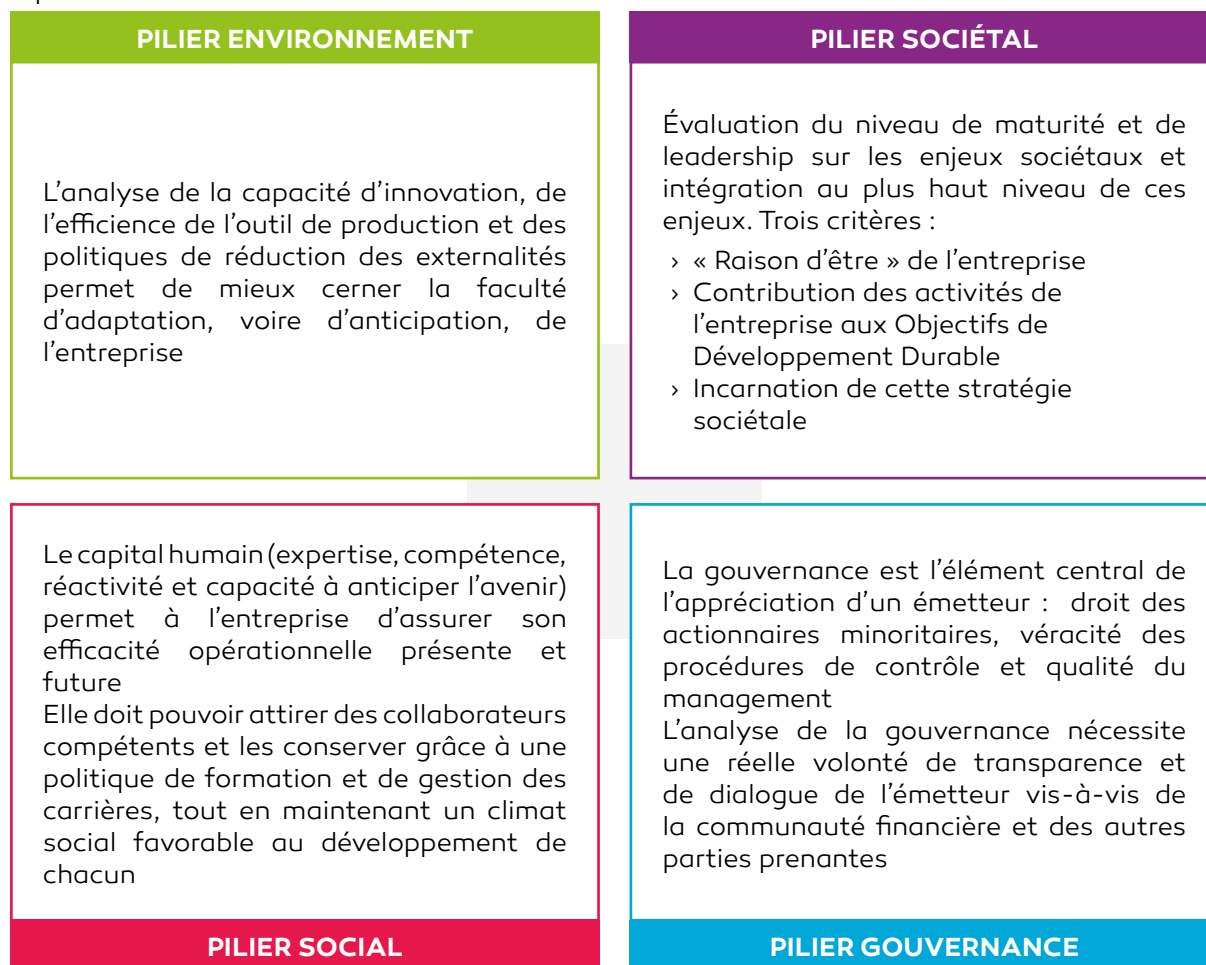 PILIER ENVIRONNEMENT
L'analyse de la capacité d'innovation, de
l'efficience de l'outil de production et des
politiques de réduction des externalités
permet de mieux cerner la faculté
d'adaptation, voire d'anticipation, de
l'entreprise
PILIER SOCIÉTAL
Évaluation du niveau de maturité et de
leadership sur les enjeux sociétaux et
intégration au plus haut niveau de ces
enjeux. Trois critères :
› « Raison d'être » de l'entreprise
› Contribution des activités de
l'entreprise aux Objectifs de
Développement Durable
› Incarnation de cette stratégie
sociétale
Le capital humain (expertise, compétence,
réactivité et capacité à anticiper l'avenir)
permet à l'entreprise d'assurer son
efficacité opérationnelle présente et
future
Elle doit pouvoir attirer des collaborateurs
compétents et les conserver grâce à une
politique de formation et de gestion des
carrières, tout en maintenant un climat
social favorable au développement de
chacun
PILIER SOCIAL
La gouvernance est l'élément central de
l'appréciation d'un émetteur : droit des
actionnaires minoritaires, véracité des
procédures de contrôle et qualité du
management
L'analyse de la gouvernance nécessite
une réelle volonté de transparence et
de dialogue de l'émetteur vis-à-vis de
la communauté financière et des autres
parties prenantes
PILIER GOUVERNANCE